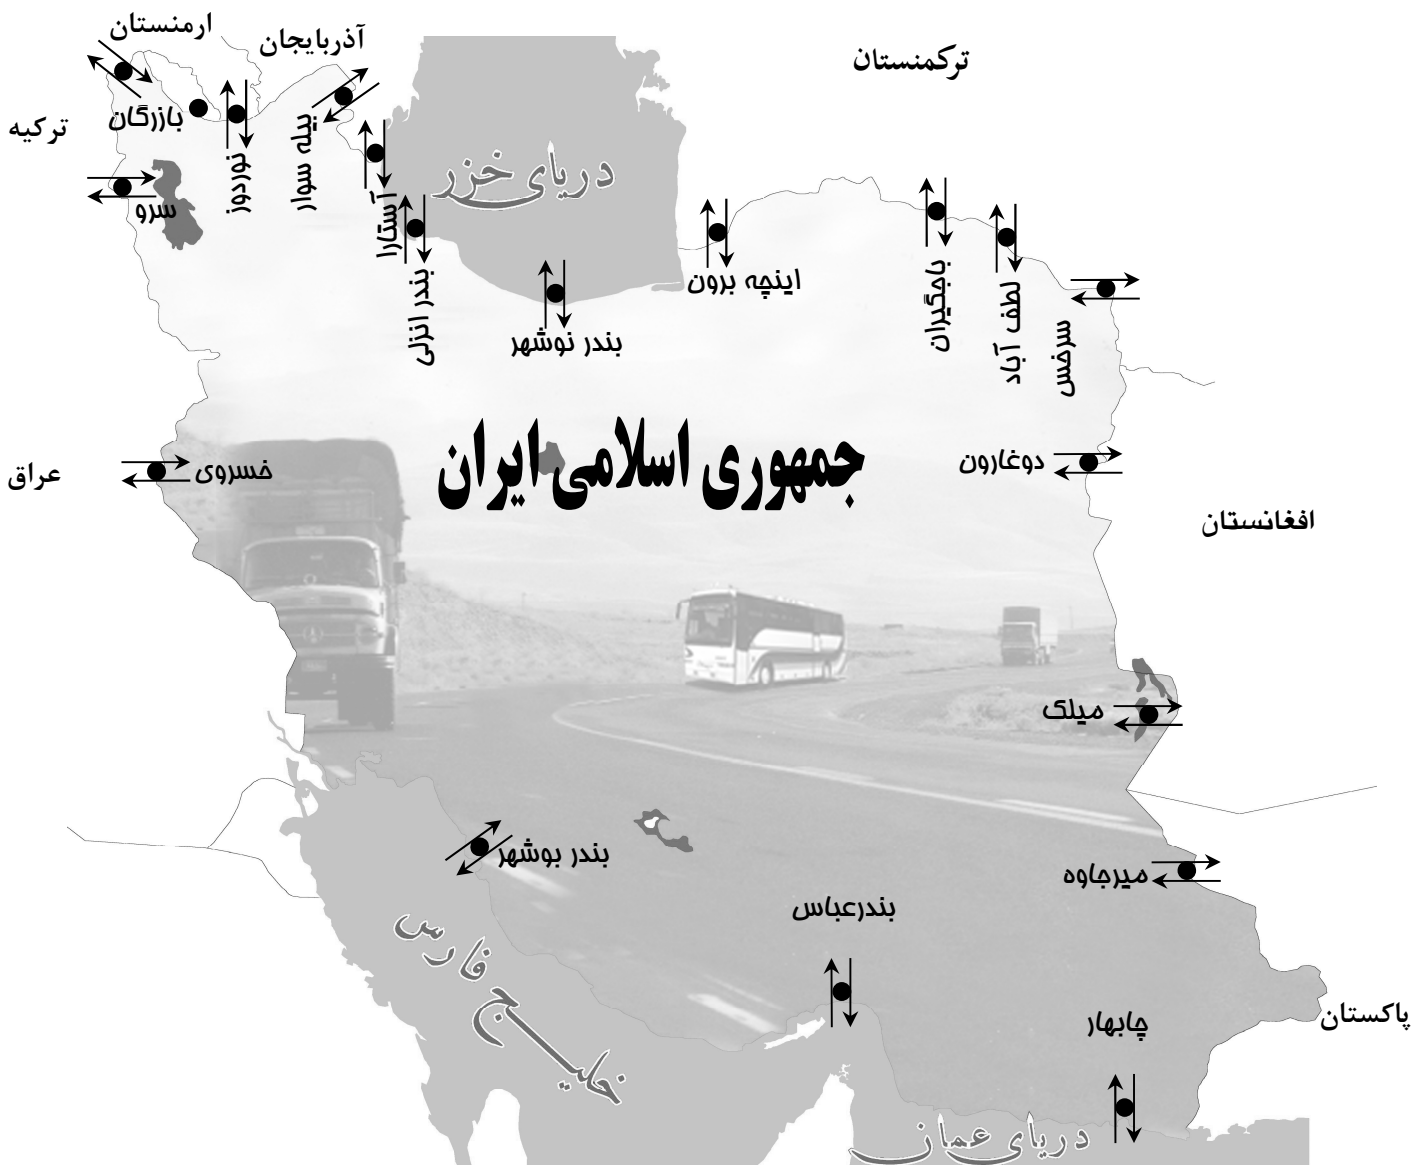 ارمنستان
آذربایجان
ترکمنستان
ترکیه
بازرگان
نوردوز
بیله سوار
سرو
آستارا
دریای خزر
بندر انزلی
بندر نوشهر
اینچه برون
باجگیران
لطف آباد
سرخس
جمهوری اسلامی ایران
عراق
خسروی
دوغارون
افغانستان
میلک
بندر بوشهر
میرجاوه
بندرعباس
خلیج فارس
چابهار
پاکستان
دریای عمان